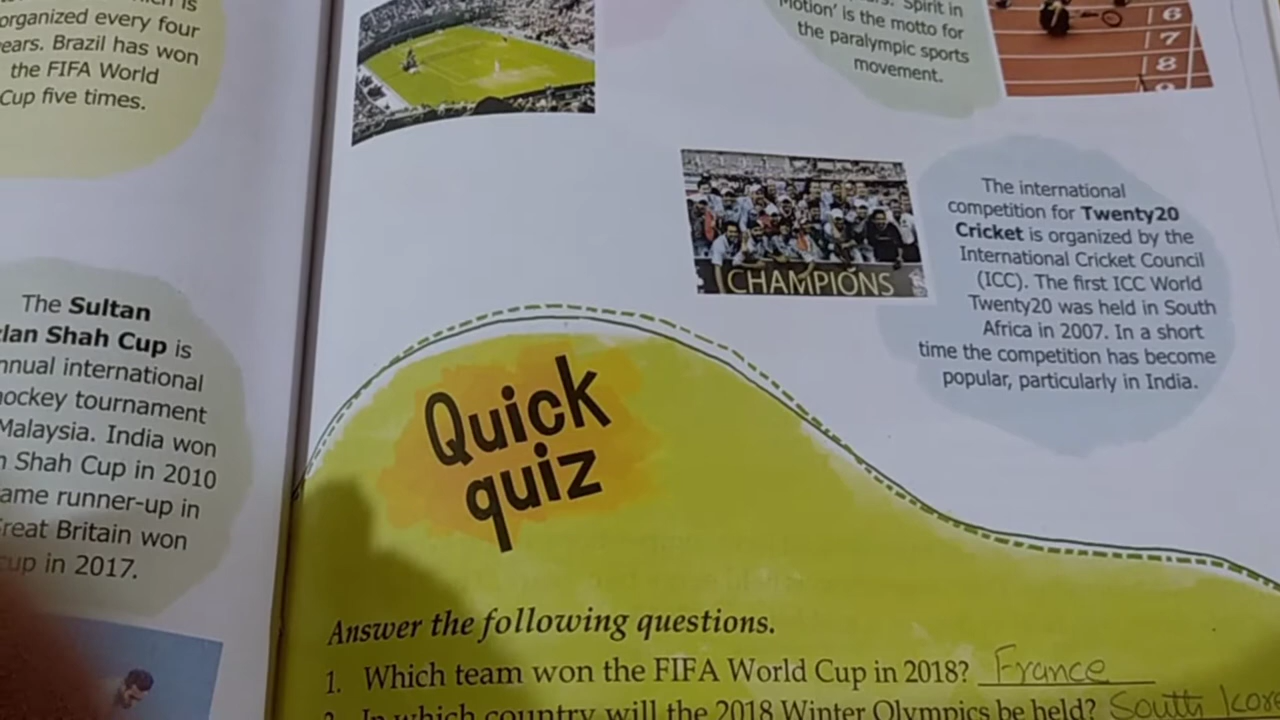 is
organized every four
years. Brazil has won
the FIFA World
Cup five times.
The Sultan
lan Shah Cup is
nnual international
hockey tournament
Malaysia. India won
Shah Cup in 2010
ame runner-up in
Great Britain won
cup in 2017.
Spirit in
Motion' is the motto for
the paralympic sports
movement.
6
7
8
CHAMPIONS
The international
competition for Twenty20
Cricket is organized by the
International Cricket Council
(ICC). The first ICC World
Twenty20 was held in South
Africa in 2007. In a short
time the competition has become
popular, particularly in India.
Quick
quiz
Answer the following questions.
1. Which team won the FIFA World Cup in 2018? France
2. In which country will the 2018 Winter Olympics be held? South Kore